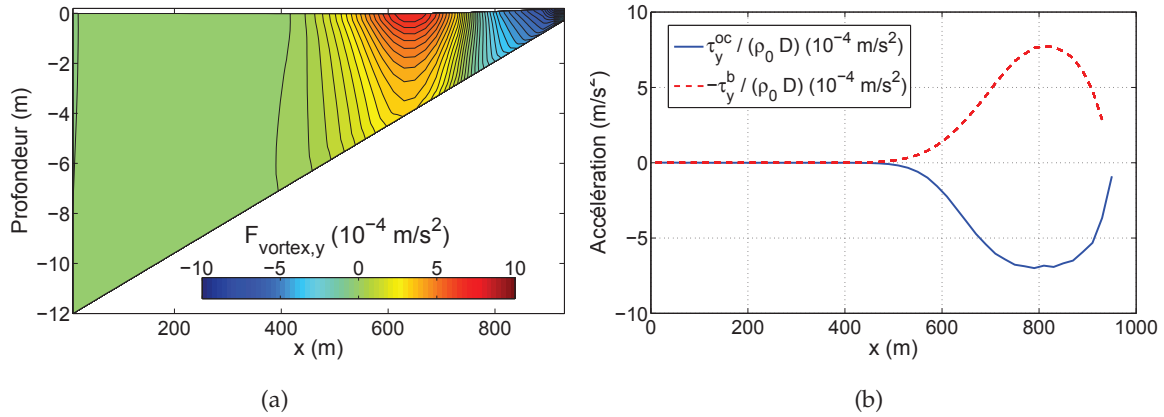 0
−2
−4
−6
−8
−10
−12
Profondeur (m)
F_vortex,y (10^−4 m/s^2)
−10 −5 0 5 10
200 400 600 800
x (m)
(a)
10
5
0
−5
−10
Accélération (m/s^2)
τ_y^oc / (ρ_0 D) (10^−4 m/s^2)
−τ_y^b / (ρ_0 D) (10^−4 m/s^2)
0 200 400 600 800 1000
x (m)
(b)